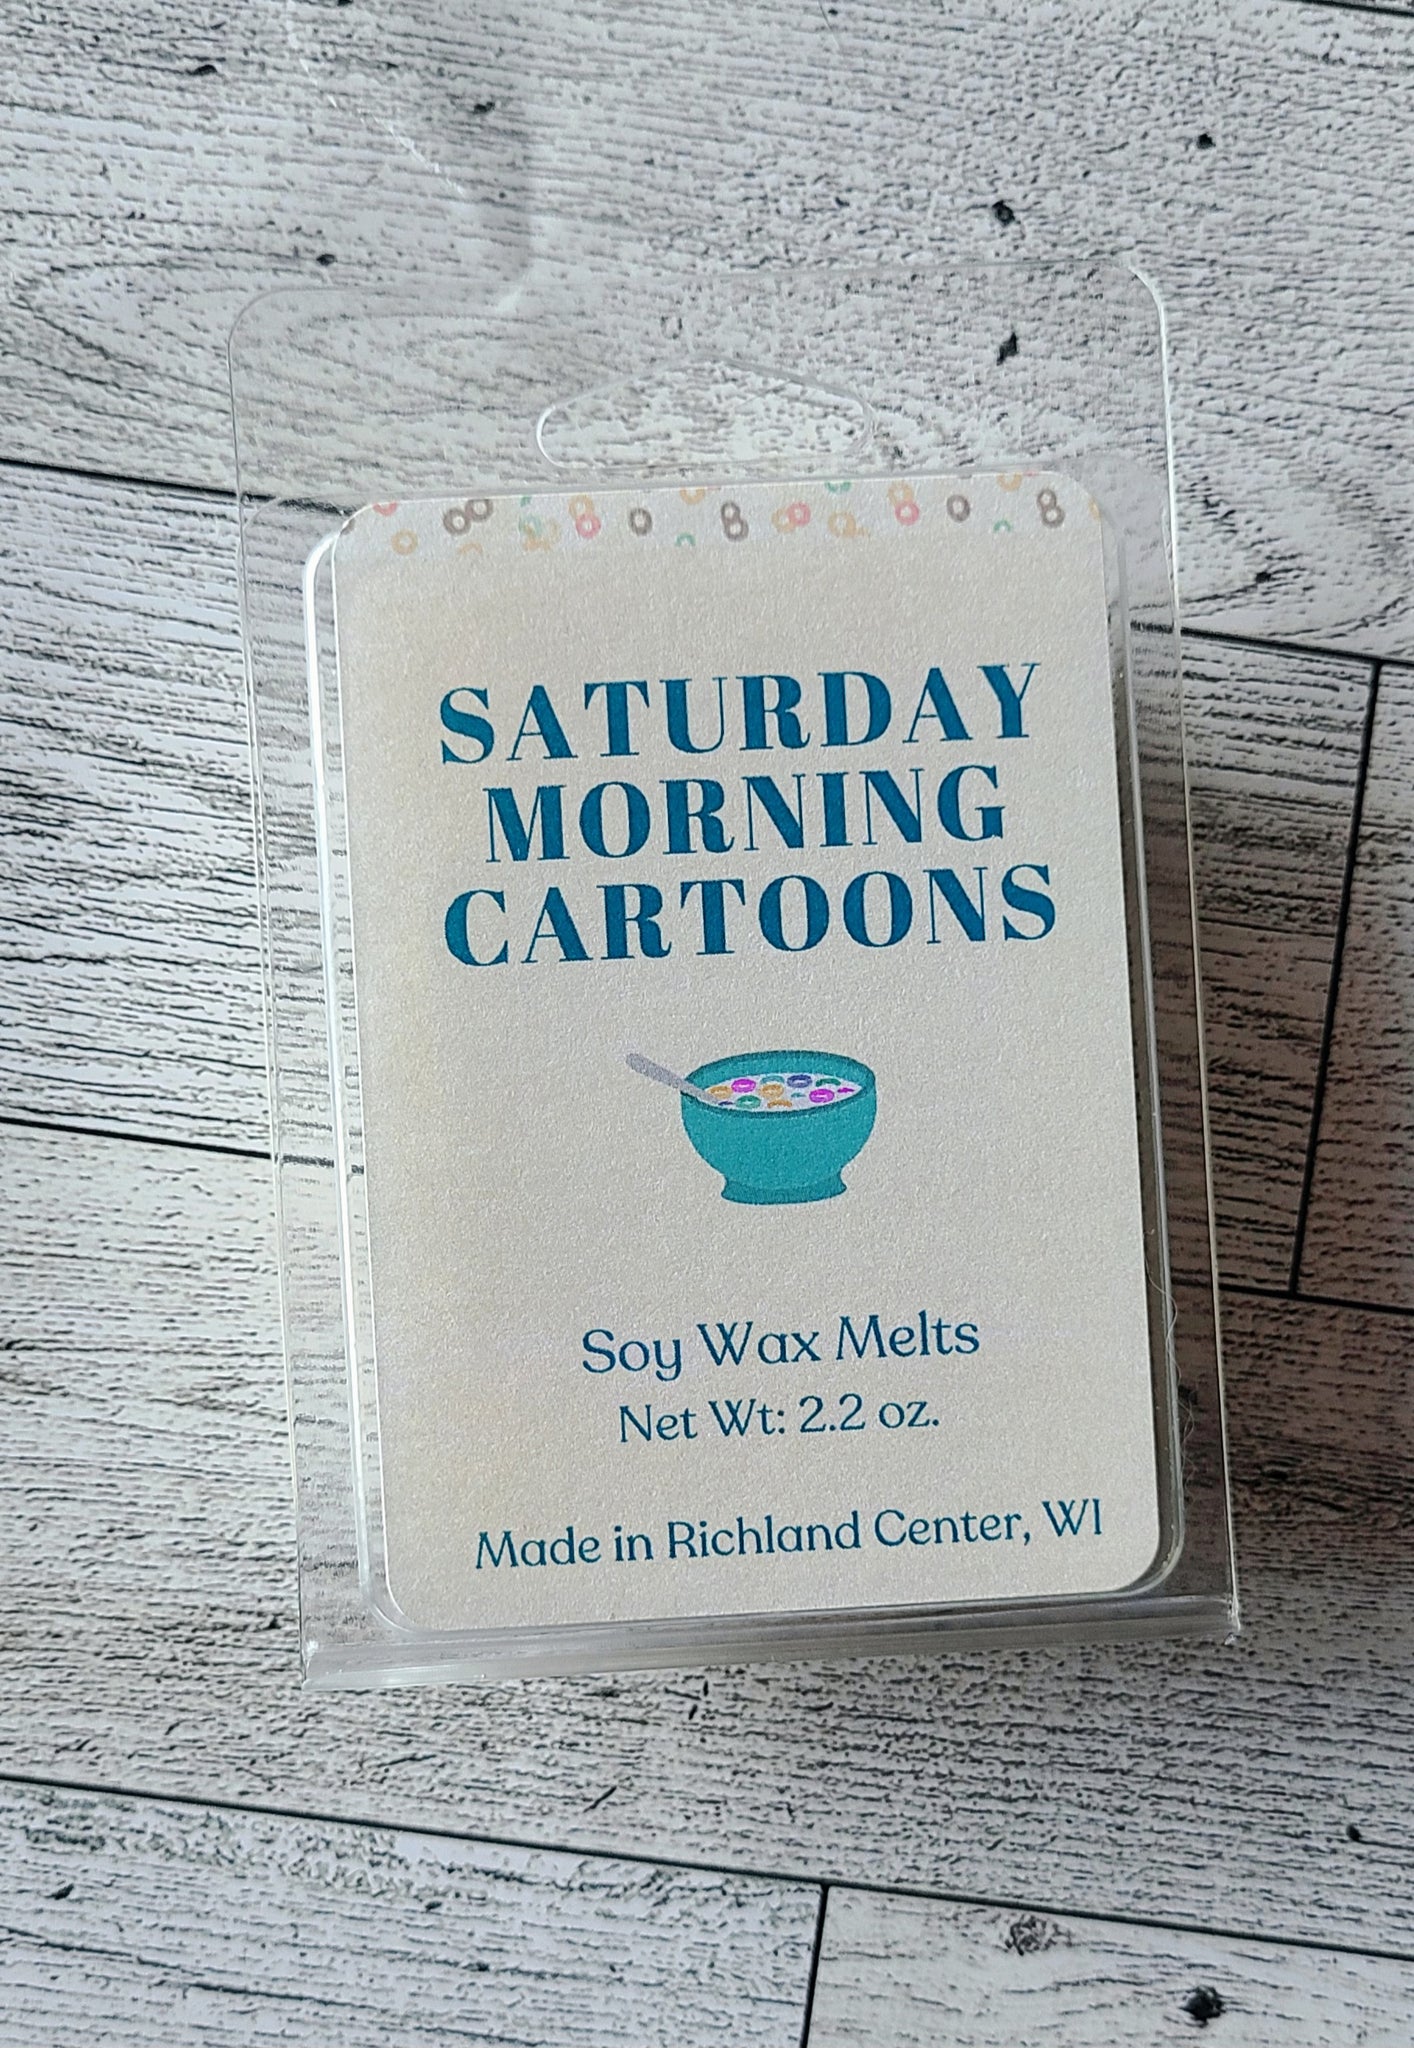 SATURDAY
MORNING
CARTOONS
Soy Wax Melts
Net Wt: 2.2 oz.
Made in Richland Center, WI